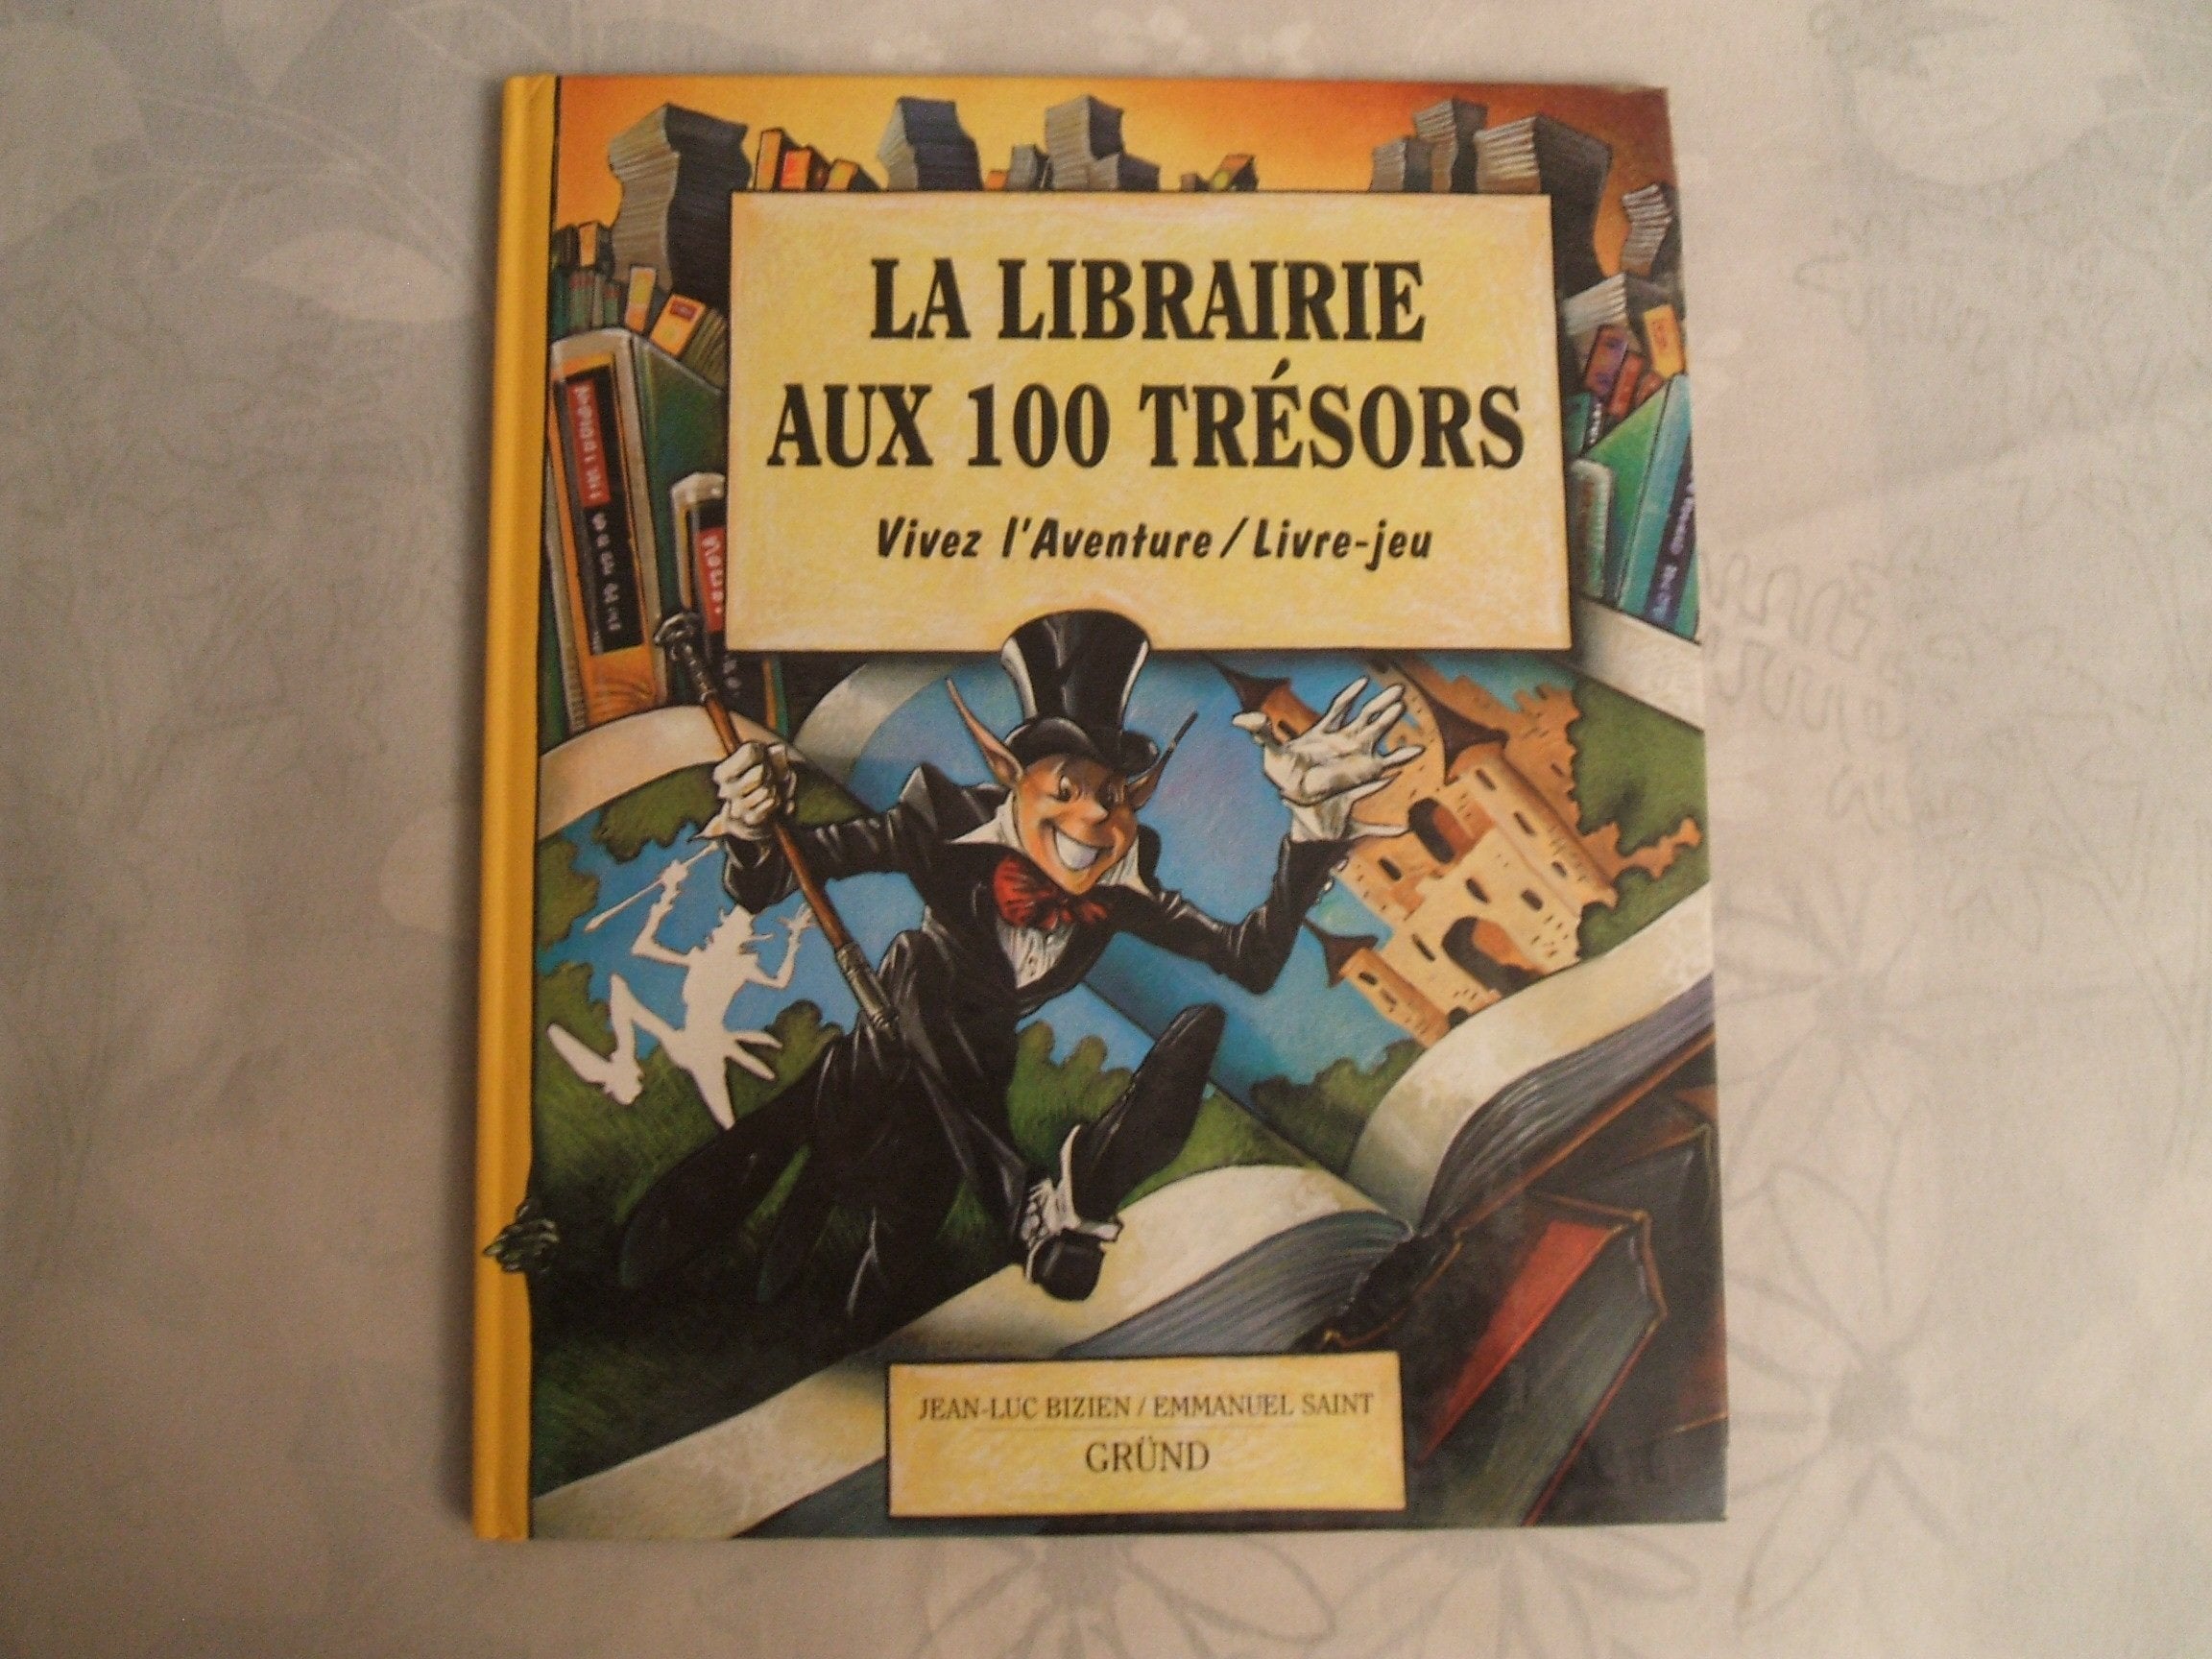 LA LIBRAIRIE
AUX 100 TRÉSORS
Vivez l'Aventure / Livre-jeu
JEAN-LUC BIZIEN / EMMANUEL SAINT
GRÜND